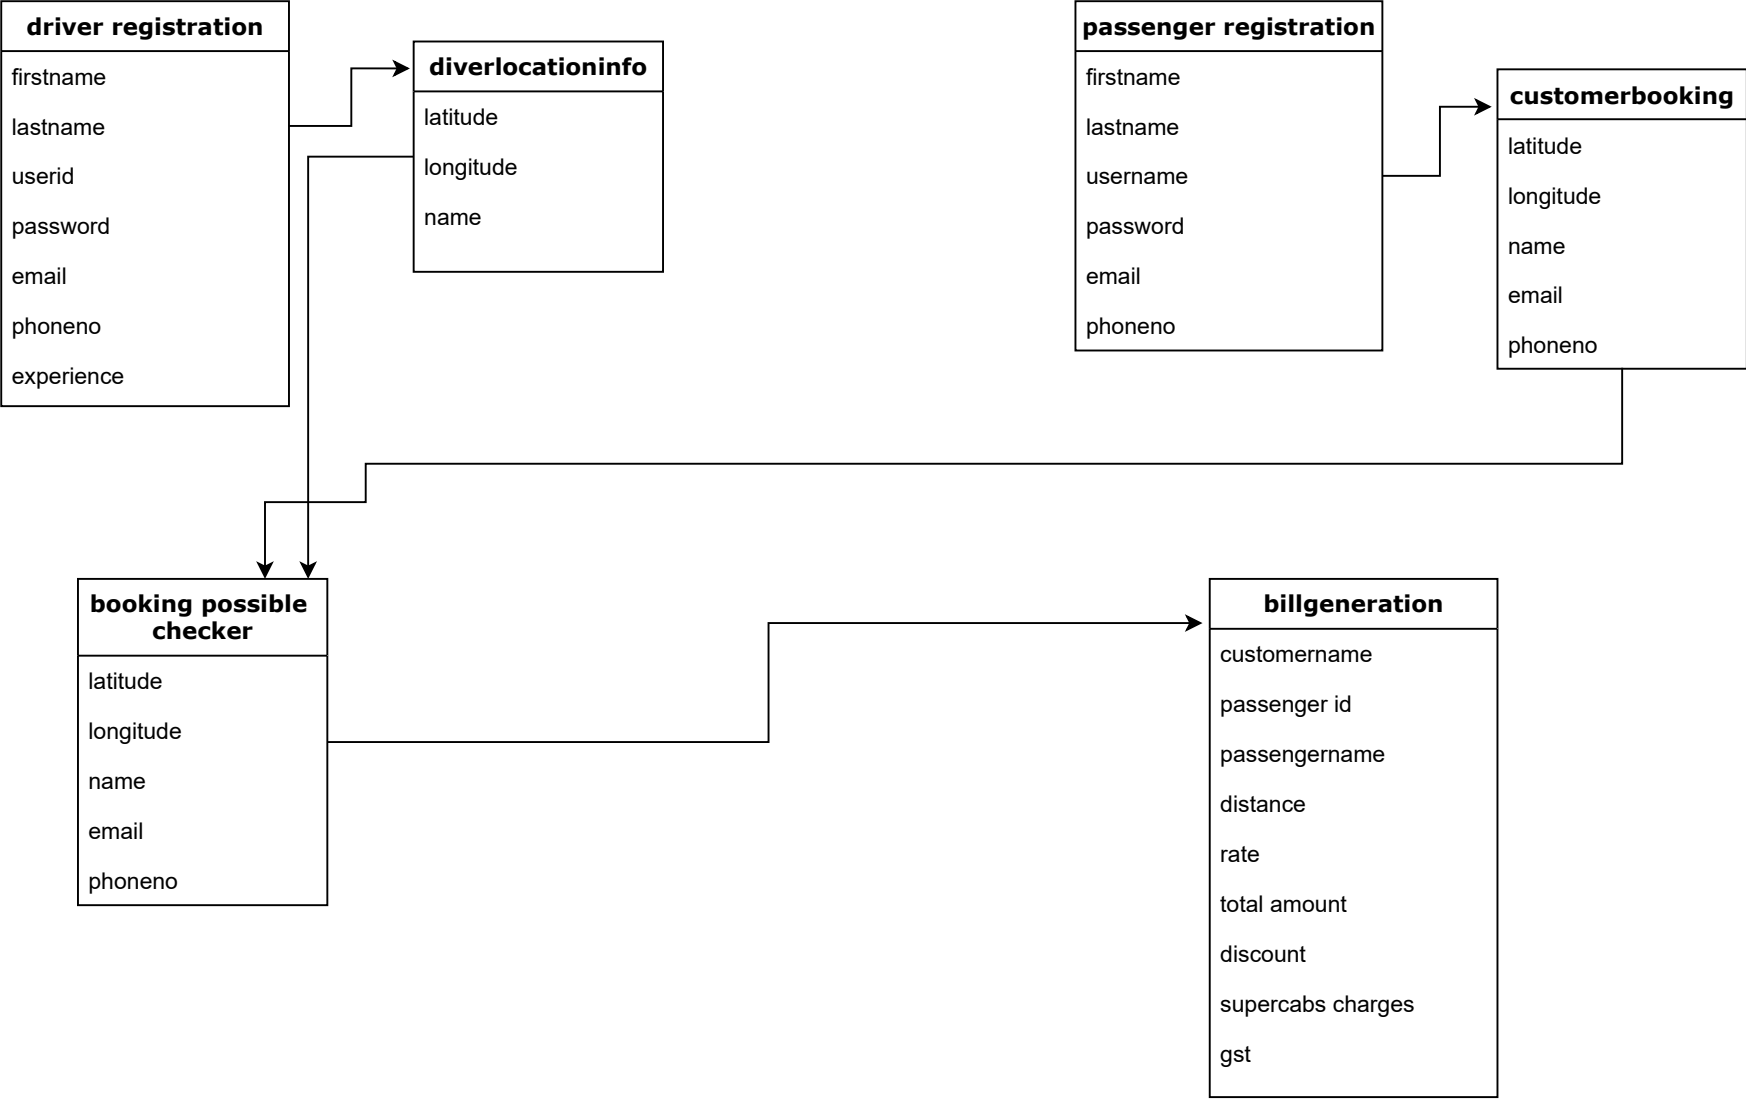 driver registration
firstname
lastname
userid
password
email
phoneno
experience
diverlocationinfo
latitude
longitude
name
passenger registration
firstname
lastname
username
password
email
phoneno
customerbooking
latitude
longitude
name
email
phoneno
booking possible
checker
latitude
longitude
name
email
phoneno
billgeneration
customername
passenger id
passengername
distance
rate
total amount
discount
supercabs charges
gst